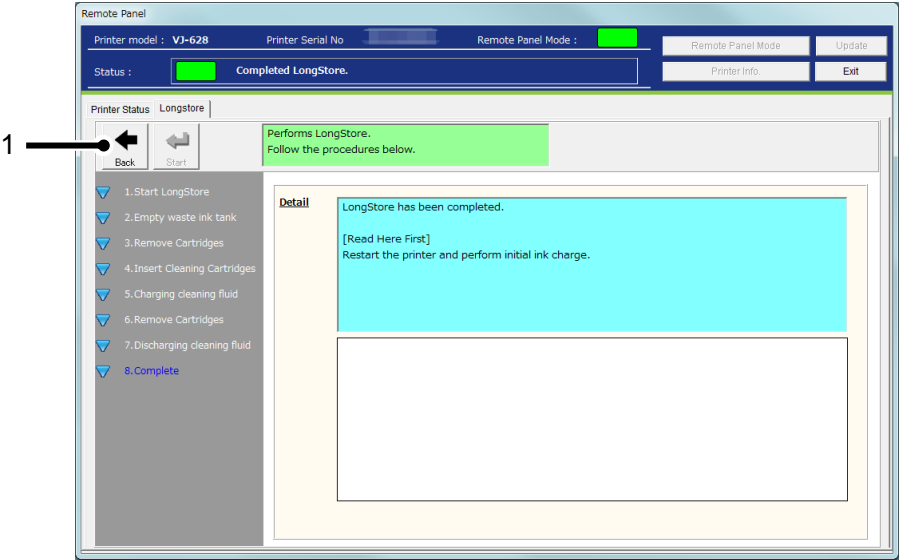 Remote Panel
Printer model : VJ-628 Printer Serial No Remote Panel Mode :
Remote Panel Mode Update
Status : Completed LongStore.
Printer Info. Exit
Printer Status Longstore
1
Back Start
Performs LongStore.
Follow the procedures below.
1.Start LongStore
2.Empty waste ink tank
3.Remove Cartridges
4.Insert Cleaning Cartridges
5.Charging cleaning fluid
6.Remove Cartridges
7.Discharging cleaning fluid
8.Complete
Detail
LongStore has been completed.
[Read Here First]
Restart the printer and perform initial ink charge.